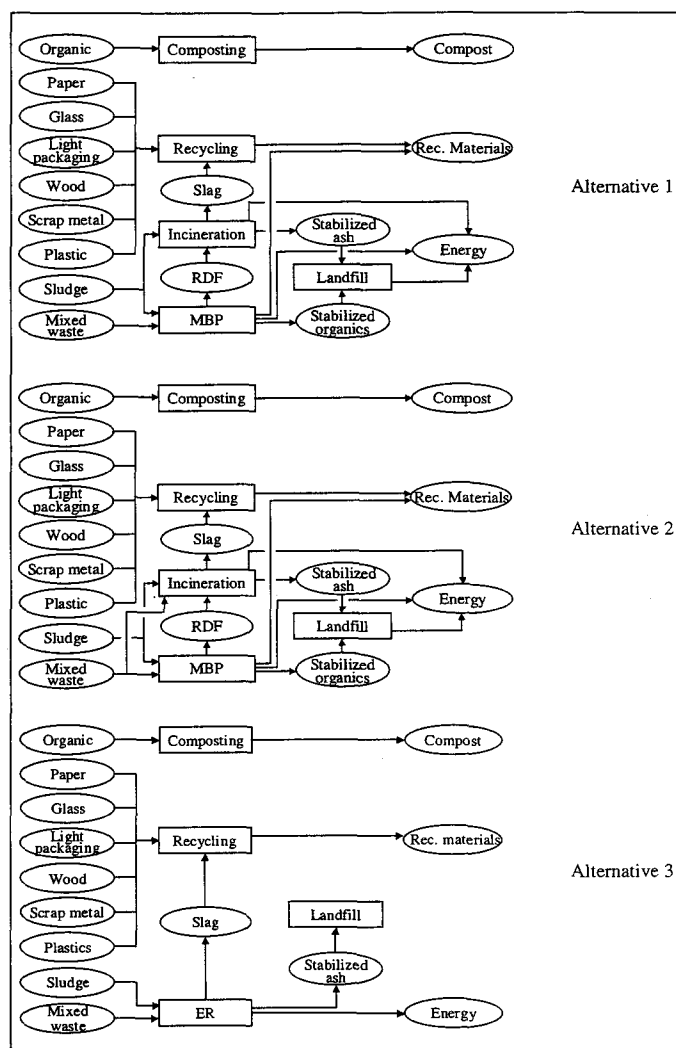 Organic
Composting
Compost
Paper
Glass
Light
packaging
Recycling
Rec. Materials
Wood
Slag
Alternative 1
Scrap metal
Incineration
Stabilized
ash
Plastic
Energy
RDF
Landfill
Sludge
Mixed
waste
MBP
Stabilized
organics
Organic
Composting
Compost
Paper
Glass
Light
packaging
Recycling
Rec. Materials
Wood
Slag
Alternative 2
Scrap metal
Incineration
Stabilized
ash
Plastic
Energy
RDF
Landfill
Sludge
Mixed
waste
MBP
Stabilized
organics
Organic
Composting
Compost
Paper
Glass
Light
packaging
Recycling
Rec. materials
Wood
Alternative 3
Scrap metal
Slag
Landfill
Plastics
Stabilized
ash
Sludge
Mixed
waste
ER
Energy